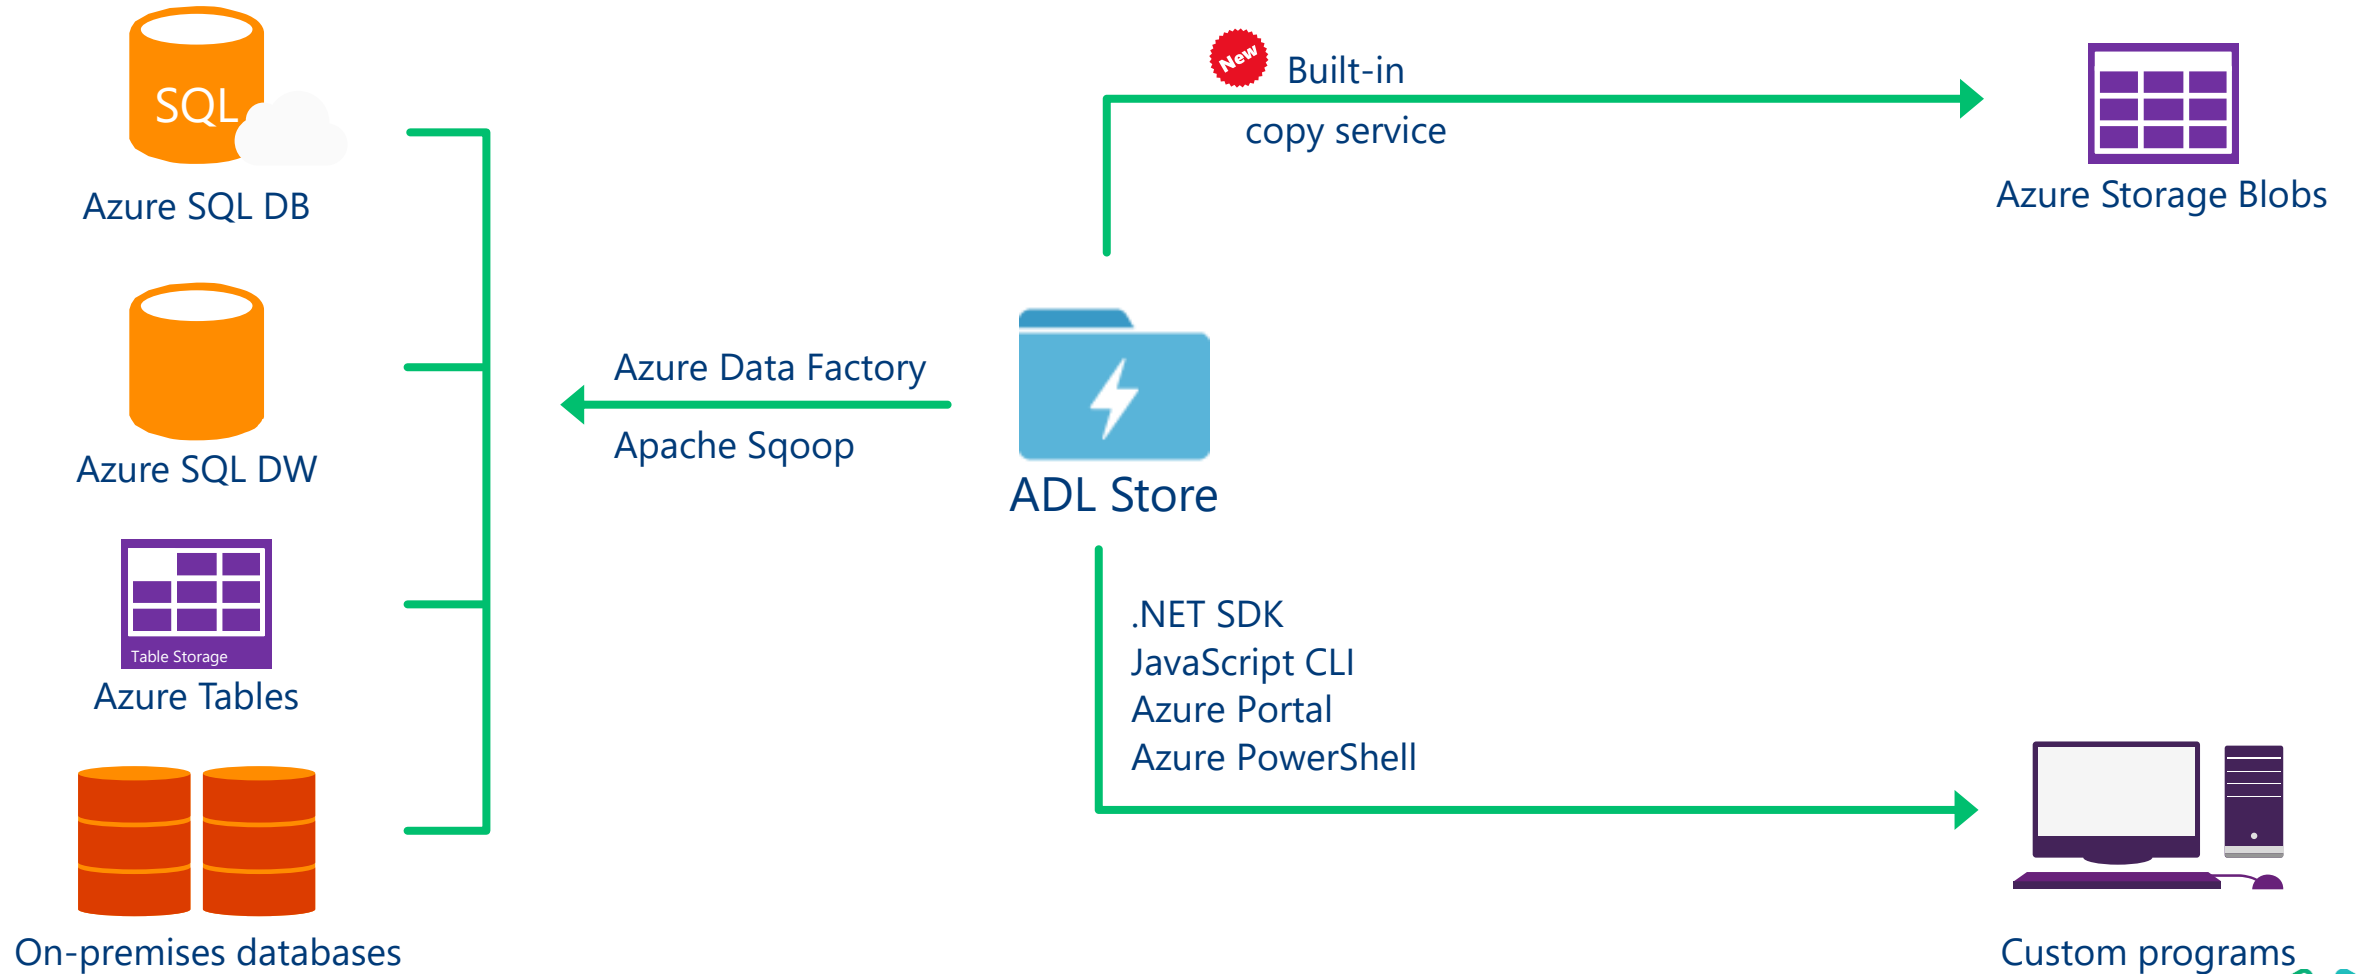 SQL
Azure SQL DB
Azure SQL DW
Table Storage
Azure Tables
On-premises databases
Azure Data Factory
Apache Sqoop
New
Built-in
copy service
ADL Store
.NET SDK
JavaScript CLI
Azure Portal
Azure PowerShell
Azure Storage Blobs
Custom programs